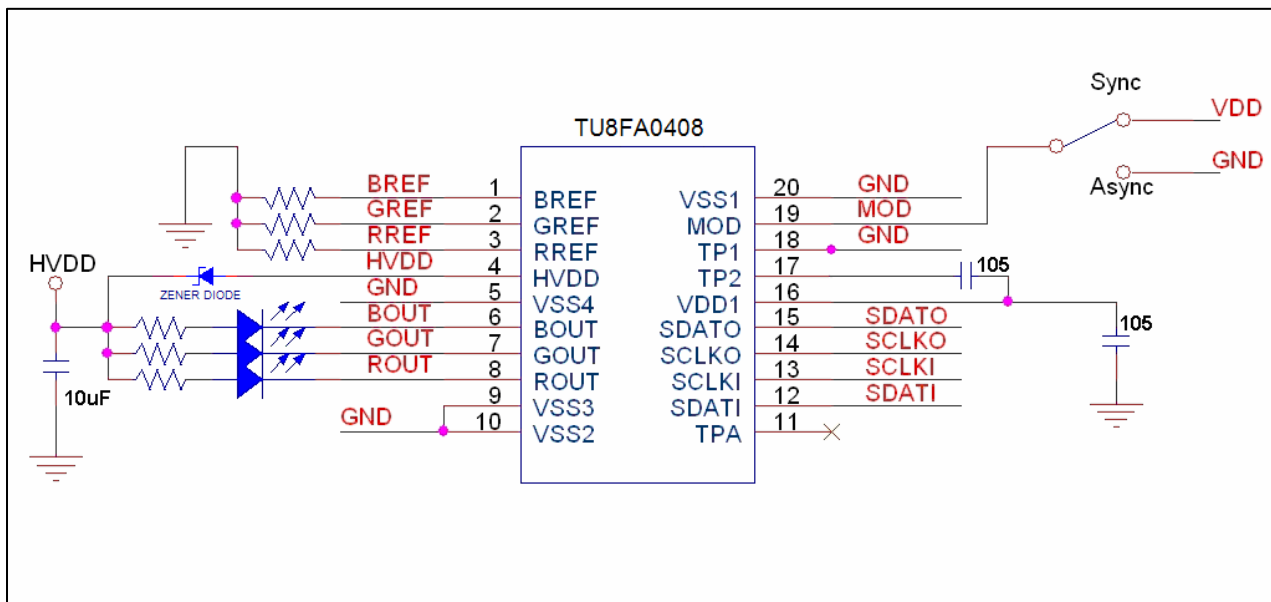 Sync
VDD
TU8FA0408
GND
Async
BREF 1 BREF VSS1 20 GND
GREF 2 GREF MOD 19 MOD
RREF 3 RREF TP1 18 GND
HVDD
HVDD 4 HVDD TP2 17 105
ZENER DIODE
GND 5 VSS4 VDD1 16
BOUT 6 BOUT SDATO 15 SDATO
105
GOUT 7 GOUT SCLKO 14 SCLKO
ROUT 8 ROUT SCLKI 13 SCLKI
10uF
9 VSS3 SDATI 12 SDATI
GND 10 VSS2 TPA 11